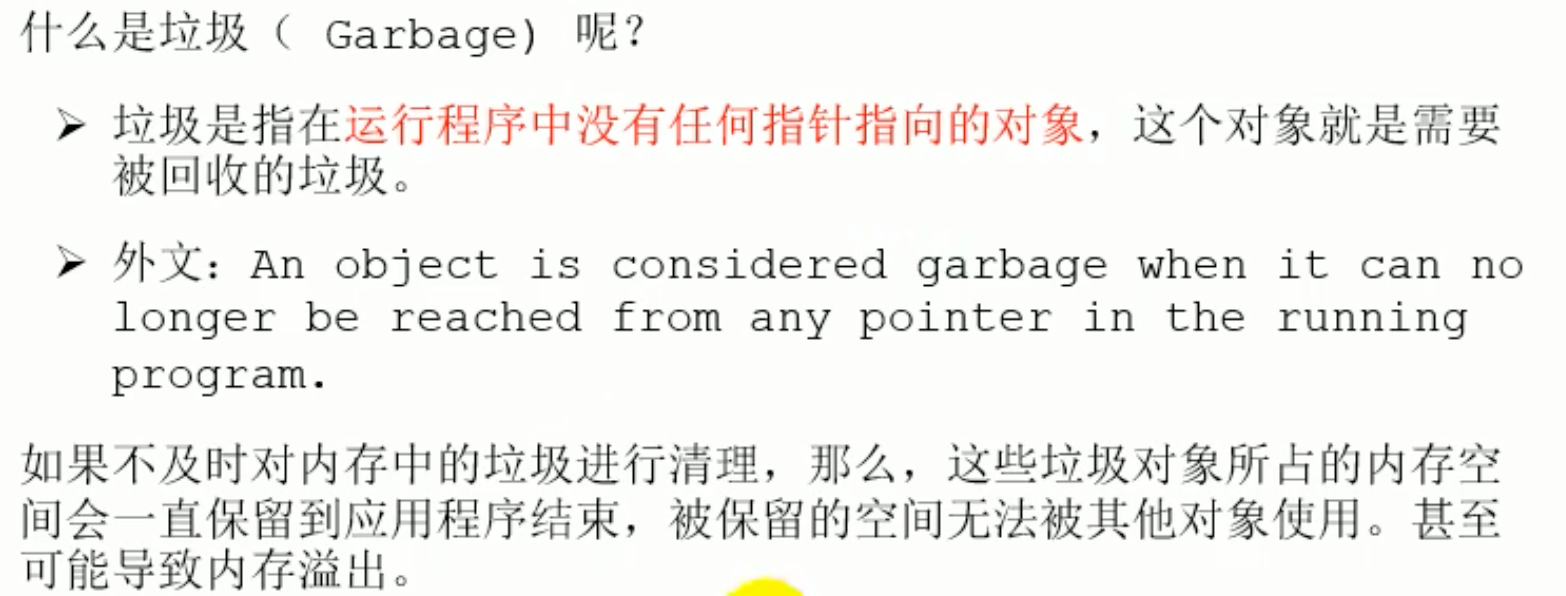 什么是垃圾（ Garbage) 呢？
➢ 垃圾是指在运行程序中没有任何指针指向的对象，这个对象就是需要
被回收的垃圾。
➢ 外文：An object is considered garbage when it can no
longer be reached from any pointer in the running
program.
如果不及时对内存中的垃圾进行清理，那么，这些垃圾对象所占的内存空
间会一直保留到应用程序结束，被保留的空间无法被其他对象使用。甚至
可能导致内存溢出。